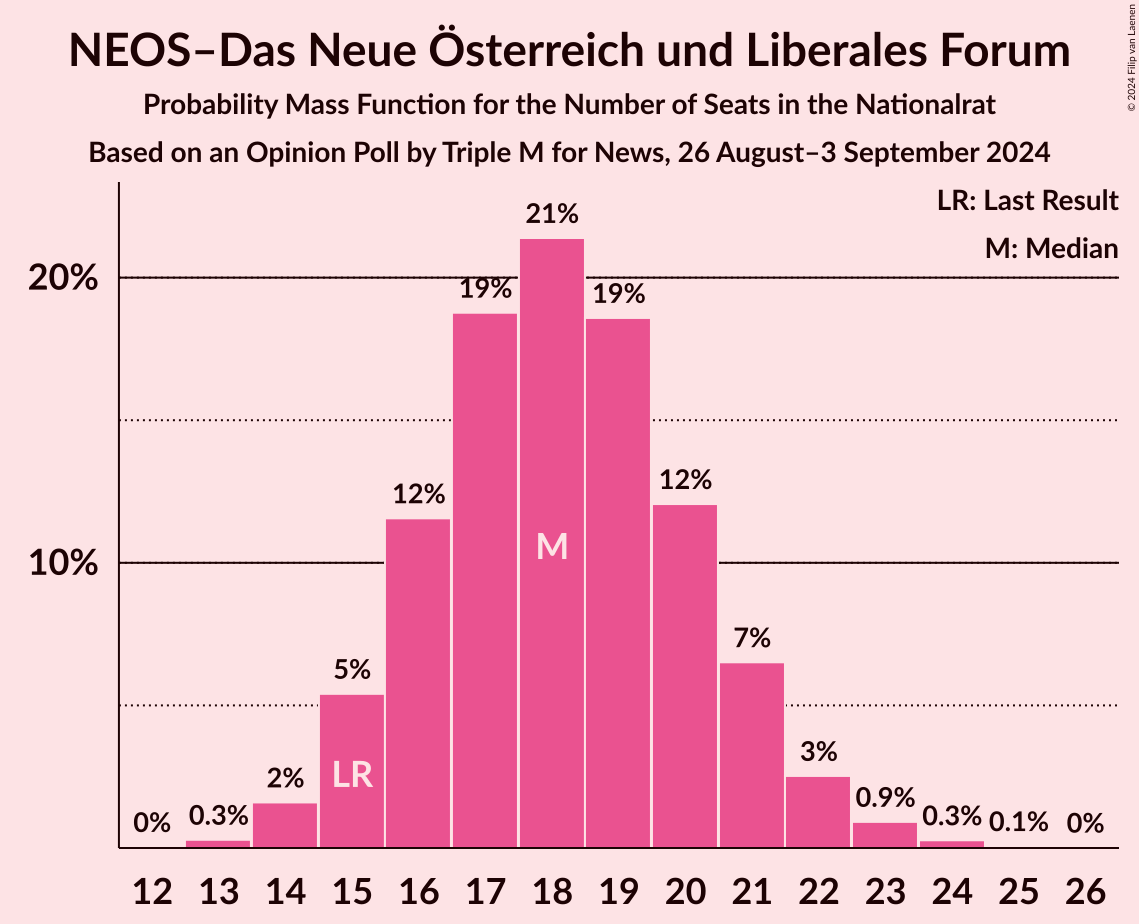 NEOS–Das Neue Österreich und Liberales Forum
Probability Mass Function for the Number of Seats in the Nationalrat
Based on an Opinion Poll by Triple M for News, 26 August–3 September 2024
© 2024 Filip van Laenen
LR: Last Result
M: Median
20%
10%
0%
0.3%
2%
5%
12%
19%
21%
19%
12%
7%
3%
0.9%
0.3%
0.1%
0%
LR
M
12 13 14 15 16 17 18 19 20 21 22 23 24 25 26